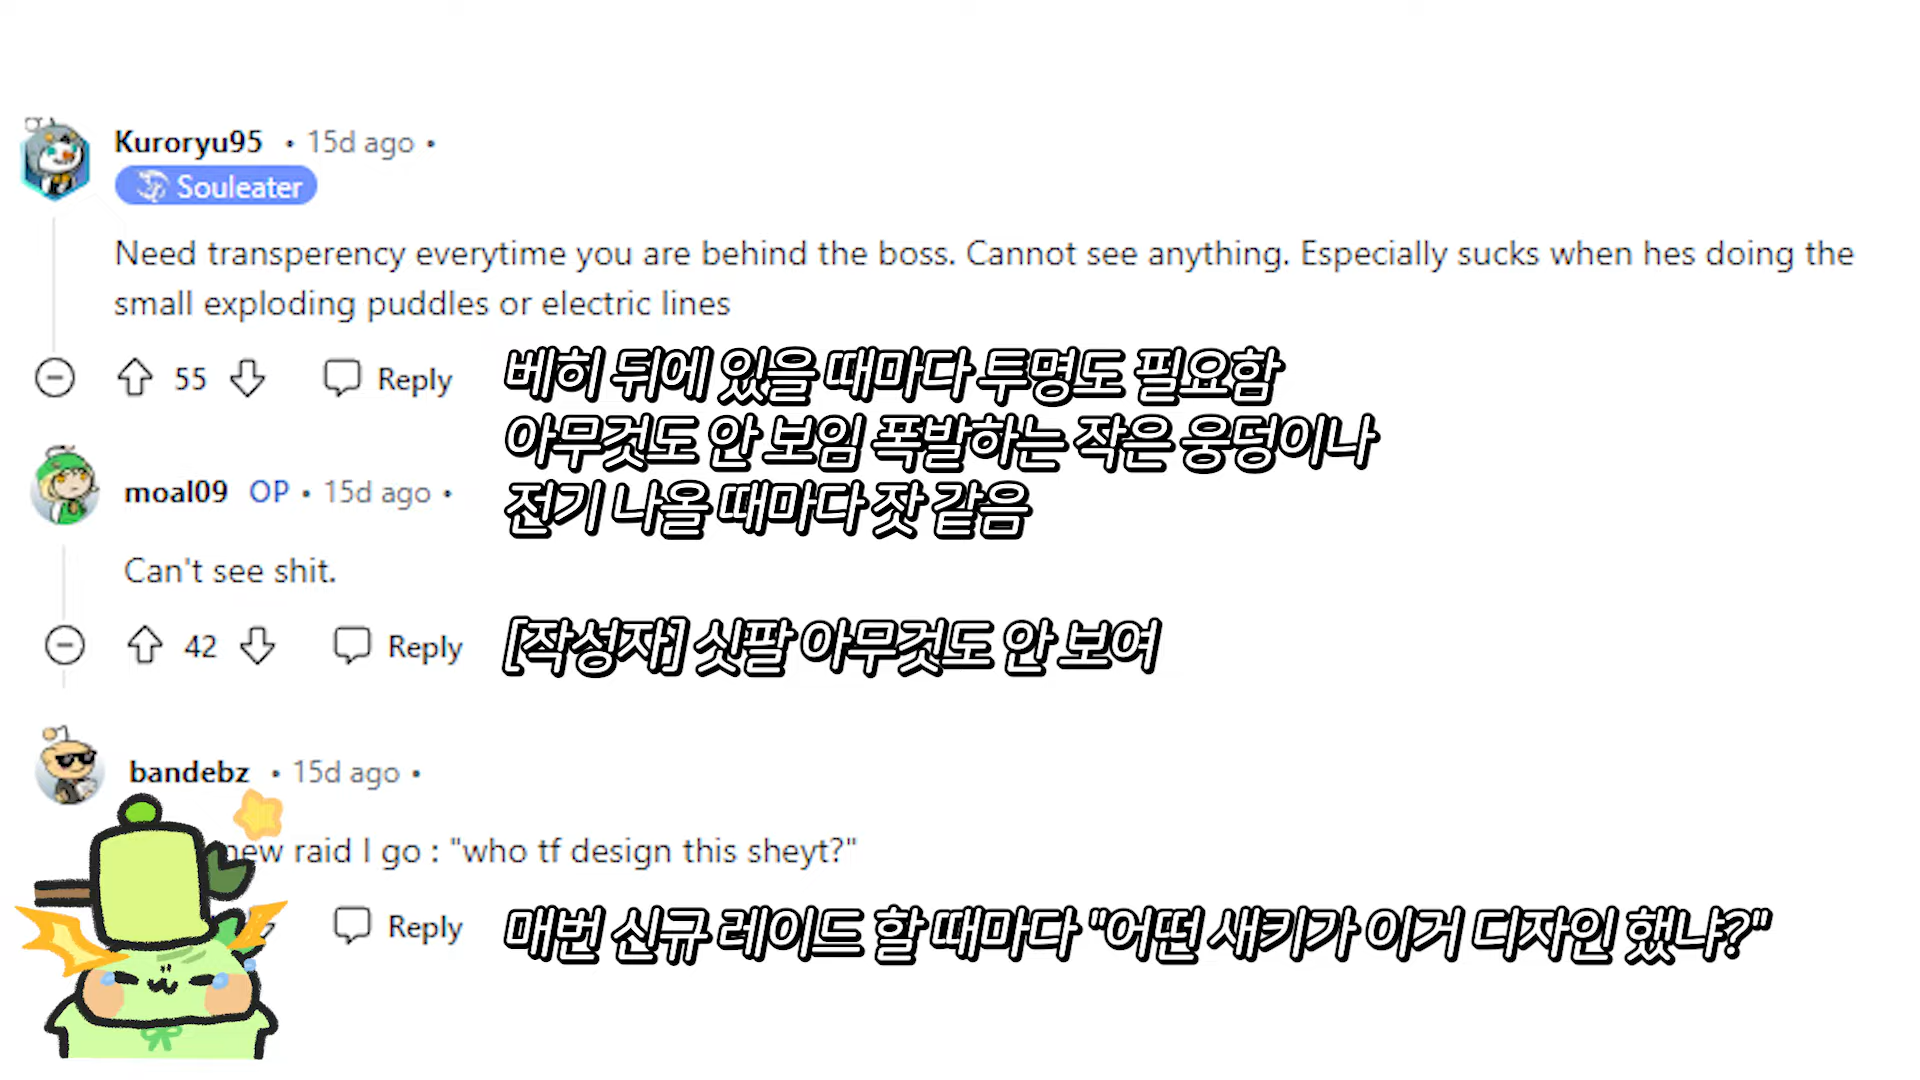 Kuroryu95 • 15d ago •
Souleater
Need transperency everytime you are behind the boss. Cannot see anything. Especially sucks when hes doing the
small exploding puddles or electric lines
55 Reply
베히 뒤에 있을 때마다 투명도 필요함
아무것도 안 보임 폭발하는 작은 웅덩이나
전기 나올 때마다 잣 같음
moal09 OP • 15d ago •
Can't see shit.
42 Reply
[작성자] 싯팔 아무것도 안 보여
bandebz • 15d ago •
new raid I go : "who tf design this sheyt?"
Reply
매번 신규 레이드 할 때마다 "어떤 새키가 이거 디자인 했냐?"